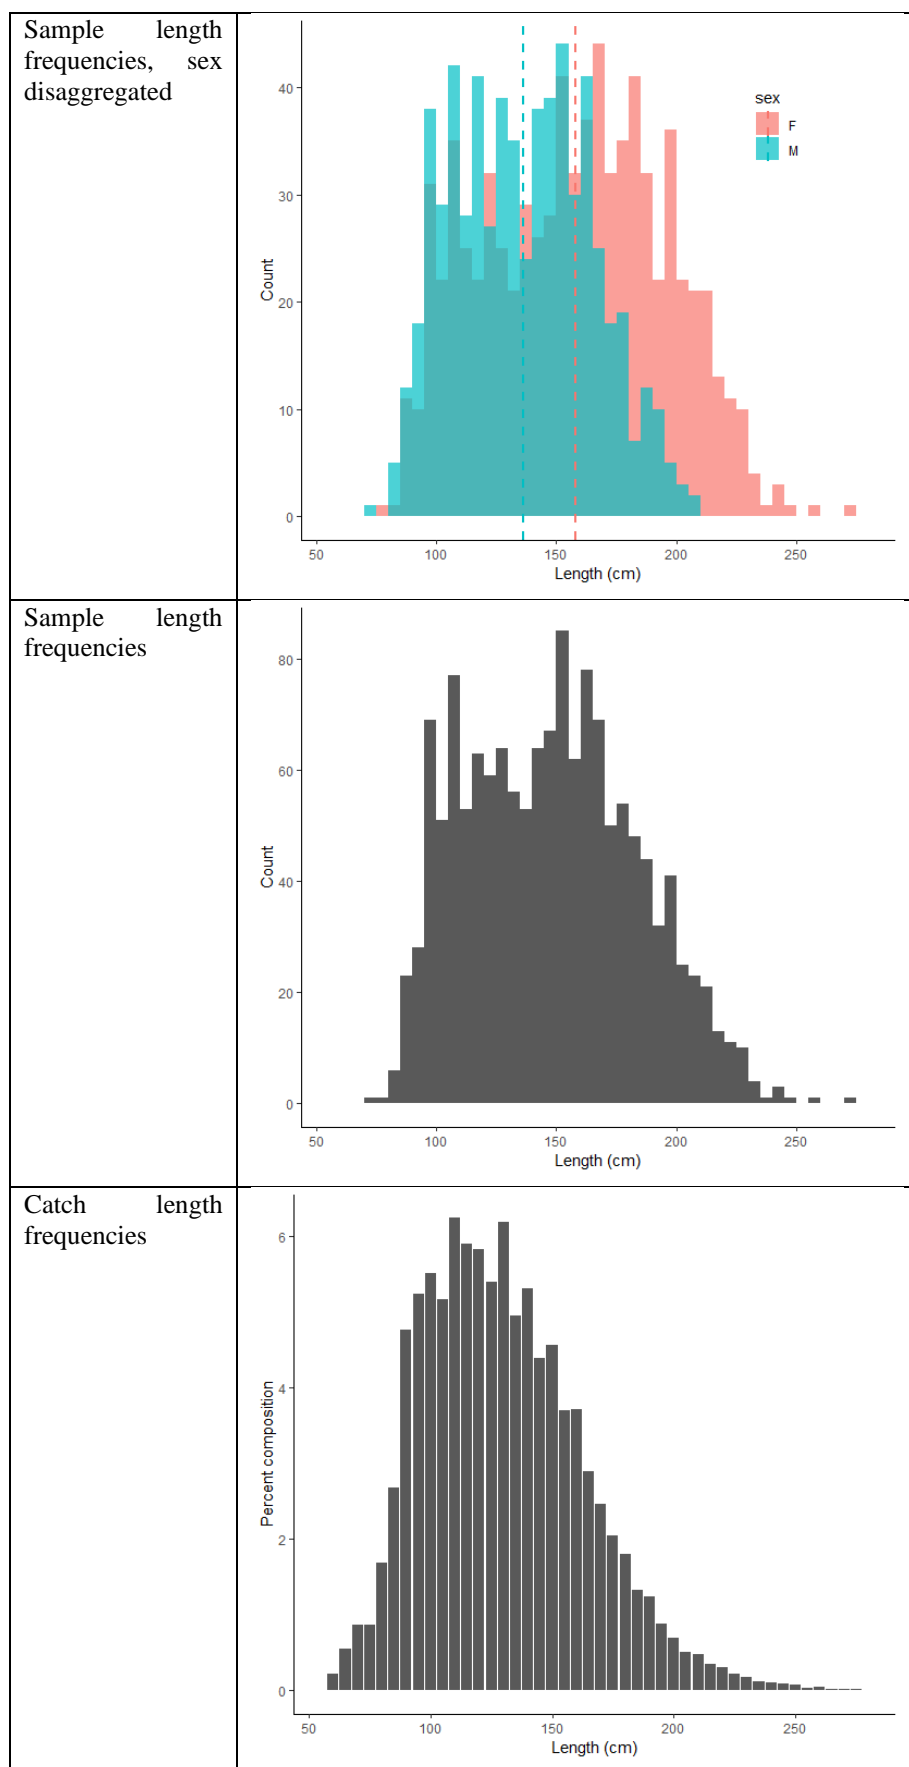 Sample length
frequencies, sex
disaggregated
40
30
20
10
0
Count
50 100 150 200 250
Length (cm)
sex
F
M
Sample length
frequencies
80
60
40
20
0
Count
50 100 150 200 250
Length (cm)
Catch length
frequencies
6
4
2
0
Percent composition
50 100 150 200 250
Length (cm)